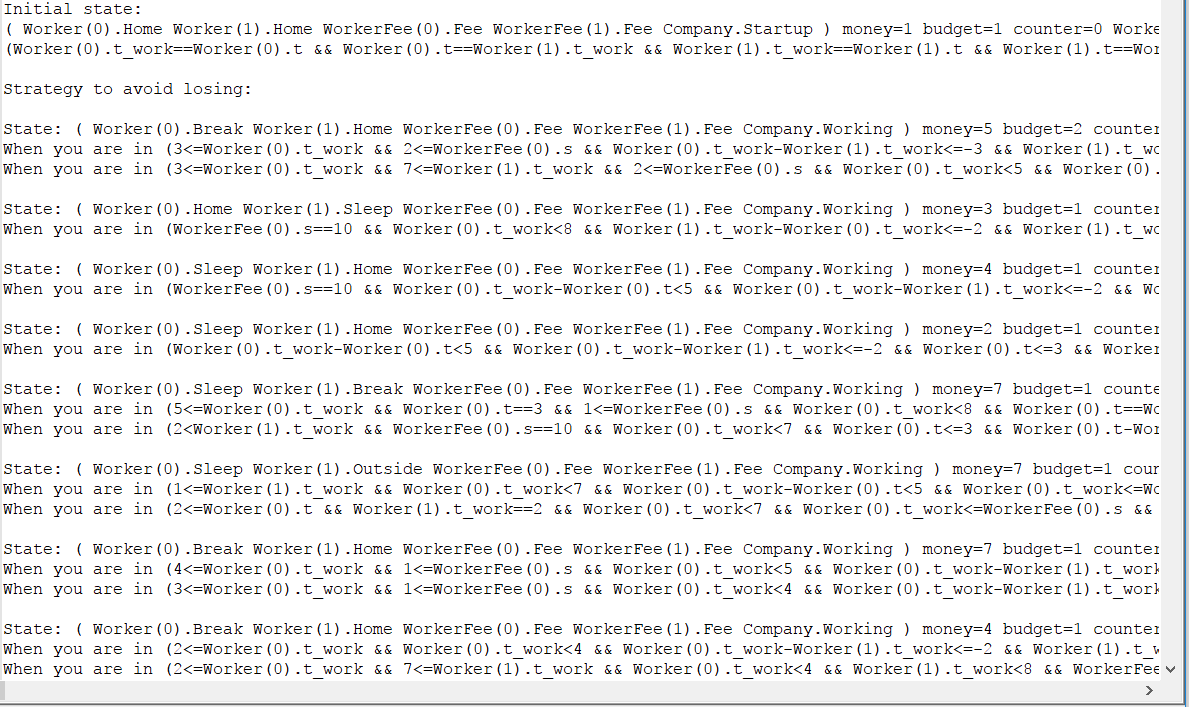 Initial state:
( Worker(0).Home Worker(1).Home WorkerFee(0).Fee WorkerFee(1).Fee Company.Startup ) money=1 budget=1 counter=0 Worke
(Worker(0).t_work==Worker(0).t && Worker(0).t==Worker(1).t_work && Worker(1).t_work==Worker(1).t && Worker(1).t==Wor
Strategy to avoid losing:
State: ( Worker(0).Break Worker(1).Home WorkerFee(0).Fee WorkerFee(1).Fee Company.Working ) money=5 budget=2 counter
When you are in (3<=Worker(0).t_work && 2<=WorkerFee(0).s && Worker(0).t_work-Worker(1).t_work<=-3 && Worker(1).t_wo
When you are in (3<=Worker(0).t_work && 7<=Worker(1).t_work && 2<=WorkerFee(0).s && Worker(0).t_work<5 && Worker(0).
State: ( Worker(0).Home Worker(1).Sleep WorkerFee(0).Fee WorkerFee(1).Fee Company.Working ) money=3 budget=1 counter
When you are in (WorkerFee(0).s==10 && Worker(0).t_work<8 && Worker(1).t_work-Worker(0).t_work<=-2 && Worker(1).t_wo
State: ( Worker(0).Sleep Worker(1).Home WorkerFee(0).Fee WorkerFee(1).Fee Company.Working ) money=4 budget=1 counter
When you are in (WorkerFee(0).s==10 && Worker(0).t_work-Worker(0).t<5 && Worker(0).t_work-Worker(1).t_work<=-2 && Wo
State: ( Worker(0).Sleep Worker(1).Home WorkerFee(0).Fee WorkerFee(1).Fee Company.Working ) money=2 budget=1 counter
When you are in (Worker(0).t_work-Worker(0).t<5 && Worker(0).t_work-Worker(1).t_work<=-2 && Worker(0).t<=3 && Worker
State: ( Worker(0).Sleep Worker(1).Break WorkerFee(0).Fee WorkerFee(1).Fee Company.Working ) money=7 budget=1 counte
When you are in (5<=Worker(0).t_work && Worker(0).t==3 && 1<=WorkerFee(0).s && Worker(0).t_work<8 && Worker(0).t==Wo
When you are in (2<Worker(1).t_work && WorkerFee(0).s==10 && Worker(0).t_work<7 && Worker(0).t<=3 && Worker(0).t-Wor
State: ( Worker(0).Sleep Worker(1).Outside WorkerFee(0).Fee WorkerFee(1).Fee Company.Working ) money=7 budget=1 coun
When you are in (1<=Worker(1).t_work && Worker(0).t_work<7 && Worker(0).t_work-Worker(0).t<5 && Worker(0).t_work<=Wo
When you are in (2<=Worker(0).t && Worker(1).t_work==2 && Worker(0).t_work<7 && Worker(0).t_work<=WorkerFee(0).s &&
State: ( Worker(0).Break Worker(1).Home WorkerFee(0).Fee WorkerFee(1).Fee Company.Working ) money=7 budget=1 counter
When you are in (4<=Worker(0).t_work && 1<=WorkerFee(0).s && Worker(0).t_work<5 && Worker(0).t_work-Worker(1).t_work
When you are in (3<=Worker(0).t_work && 1<=WorkerFee(0).s && Worker(0).t_work<4 && Worker(0).t_work-Worker(1).t_work
State: ( Worker(0).Break Worker(1).Home WorkerFee(0).Fee WorkerFee(1).Fee Company.Working ) money=4 budget=1 counter
When you are in (2<=Worker(0).t_work && Worker(0).t_work<4 && Worker(0).t_work-Worker(1).t_work<=-2 && Worker(1).t_w
When you are in (2<=Worker(0).t_work && 7<=Worker(1).t_work && Worker(0).t_work<4 && Worker(1).t_work<8 && WorkerFee